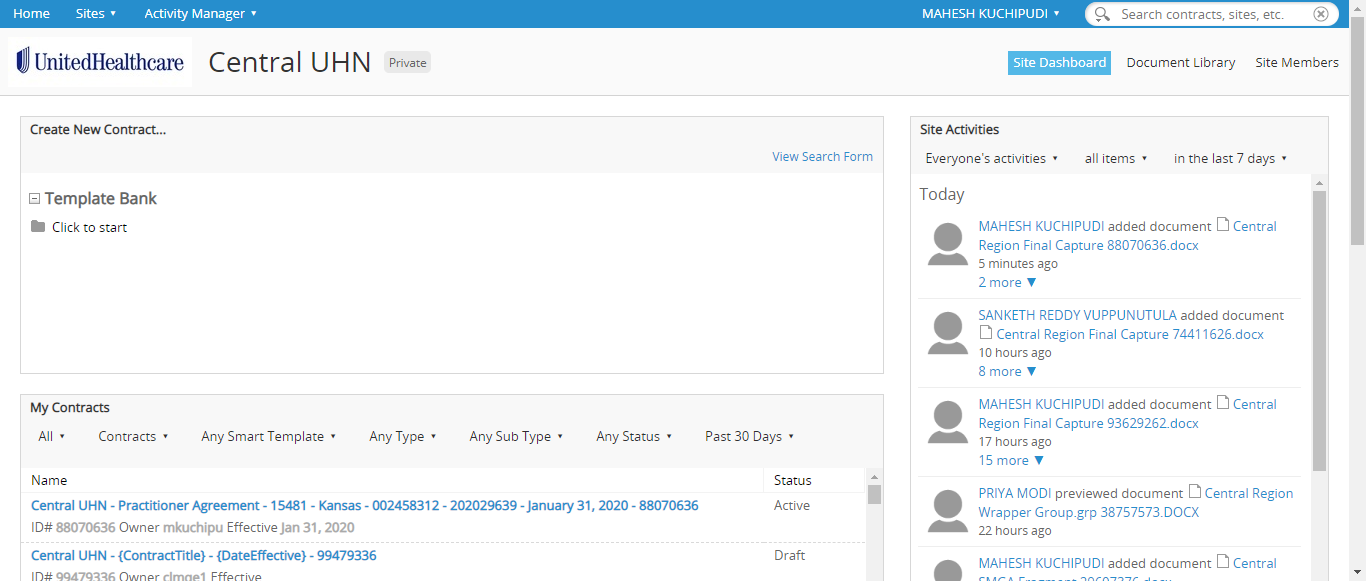 Home Sites ▾ Activity Manager ▾ MAHESH KUCHIPUDI ▾ Search contracts, sites, etc.
UnitedHealthcare Central UHN Private Site Dashboard Document Library Site Members
Create New Contract...
View Search Form
Template Bank
Click to start
My Contracts
All ▾ Contracts ▾ Any Smart Template ▾ Any Type ▾ Any Sub Type ▾ Any Status ▾ Past 30 Days ▾
Name Status
Central UHN - Practitioner Agreement - 15481 - Kansas - 002458312 - 202029639 - January 31, 2020 - 88070636 Active
ID# 88070636 Owner mkuchipu Effective Jan 31, 2020
Central UHN - {ContractTitle} - {DateEffective} - 99479336 Draft
ID# 99479336 Owner clmqe1 Effective
Site Activities
Everyone's activities ▾ all items ▾ in the last 7 days ▾
Today
MAHESH KUCHIPUDI added document Central
Region Final Capture 88070636.docx
5 minutes ago
2 more ▼
SANKETH REDDY VUPPUNUTULA added document
Central Region Final Capture 74411626.docx
10 hours ago
8 more ▼
MAHESH KUCHIPUDI added document Central
Region Final Capture 93629262.docx
17 hours ago
15 more ▼
PRIYA MODI previewed document Central Region
Wrapper Group.grp 38757573.DOCX
22 hours ago
MAHESH KUCHIPUDI added document Central